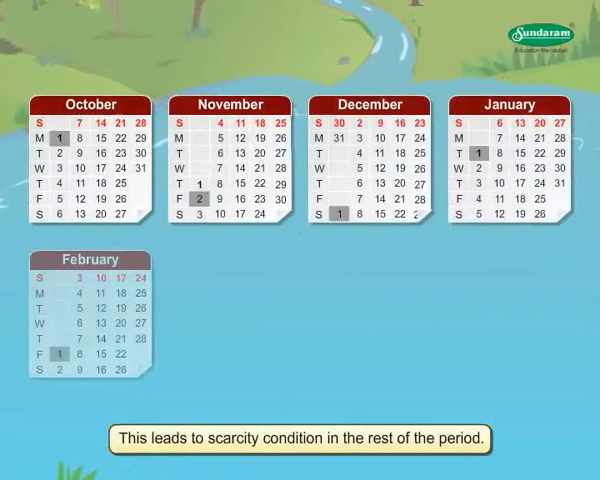 Sundaram
Education Revolution
October
S 7 14 21 28
M 1 8 15 22 29
T 2 9 16 23 30
W 3 10 17 24 31
T 4 11 18 25
F 5 12 19 26
S 6 13 20 27
November
S 4 11 18 25
M 5 12 19 26
T 6 13 20 27
W 7 14 21 28
T 1 8 15 22 29
F 2 9 16 23 30
S 3 10 17 24
December
S 30 2 9 16 23
M 31 3 10 17 24
T 4 11 18 25
W 5 12 19 26
T 6 13 20 27
F 7 14 21 28
S 1 8 15 22
January
S 6 13 20 27
M 7 14 21 28
T 1 8 15 22 29
W 2 9 16 23 30
T 3 10 17 24 31
F 4 11 18 25
S 5 12 19 26
February
S 3 10 17 24
M 4 11 18 25
T 5 12 19 26
W 6 13 20 27
T 7 14 21 28
F 1 8 15 22
S 2 9 16 26
This leads to scarcity condition in the rest of the period.